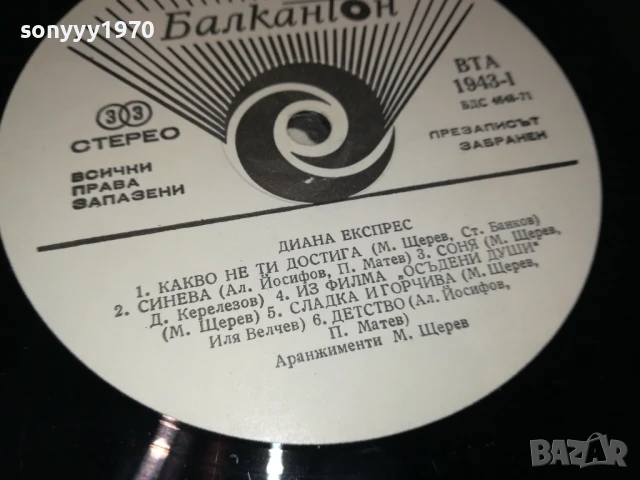 sonyyy1970
Балкантон
33
СТЕРЕО
ВСИЧКИ
ПРАВА
ЗАПАЗЕНИ
ВТА
1943-I
БДС 4648-71
ПРЕЗАПИСЪТ
ЗАБРАНЕН
ДИАНА ЕКСПРЕС
1. КАКВО НЕ ТИ ДОСТИГА (М. Щерев, Ст. Банков)
2. СИНЕВА (Ал. Йосифов, П. Матев) 3. СОНЯ (М. Щерев,
Д. Керелезов) 4. ИЗ ФИЛМА „ОСЪДЕНИ ДУШИ"
(М. Щерев) 5. СЛАДКА И ГОРЧИВА (М. Щерев,
Иля Велчев) 6. ДЕТСТВО (Ал. Йосифов,
П. Матев)
Аранжименти М. Щерев
BAZAR